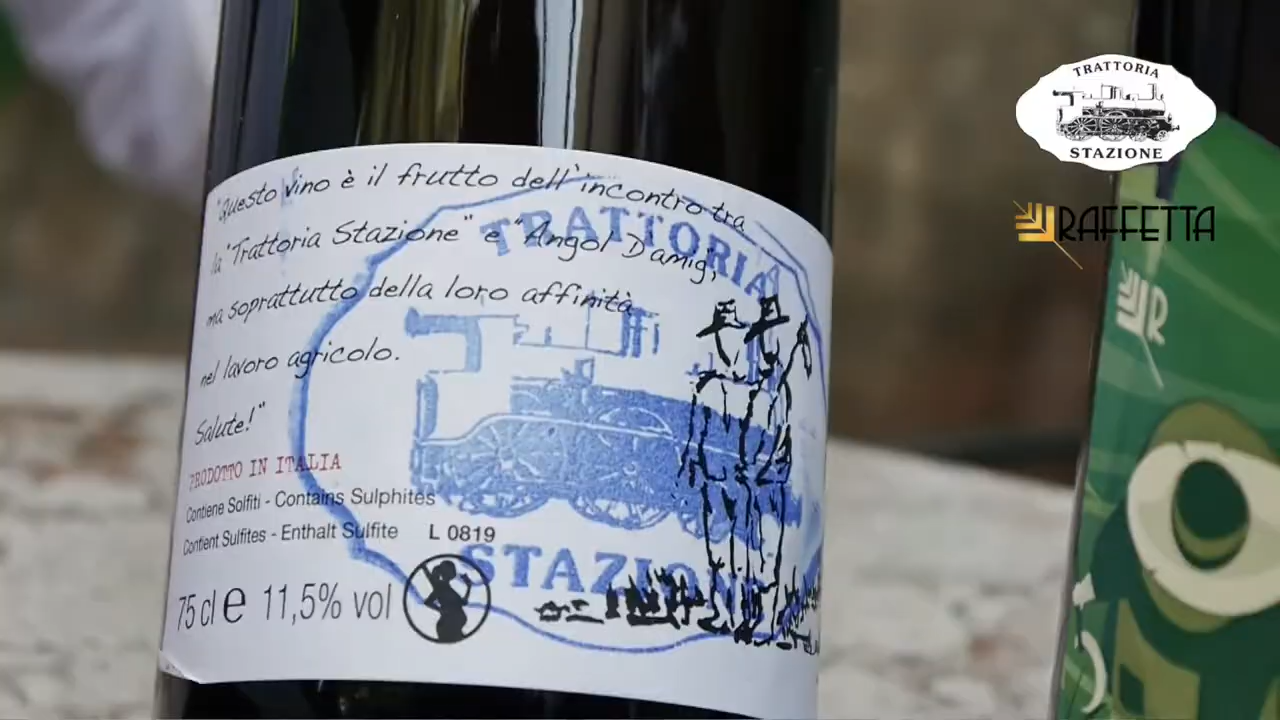 TRATTORIA
STAZIONE
RAFFETTA
R
"Questo vino è il frutto dell'incontro tra
la "Trattoria Stazione" e "Angol Damig",
ma soprattutto della loro affinità
nel lavoro agricolo.
Salute!"
PRODOTTO IN ITALIA
Contiene Solfiti - Contains Sulphites
Contient Sulfites - Enthalt Sulfite L 0819
75 cl e 11,5% vol
TRATTORIA
STAZIONE